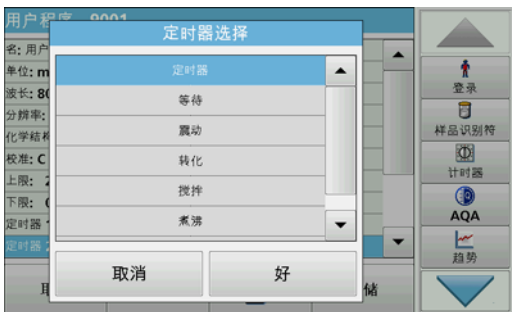 用户程序 9001
定时器选择
名: 用户
单位: m
波长: 80
分辨率:
化学结构
校准: C
上限: 2
下限: 0
定时器 1
定时器 2
定时器
等待
震动
转化
搅拌
煮沸
取消
好
储
登录
样品识别符
计时器
AQA
趋势